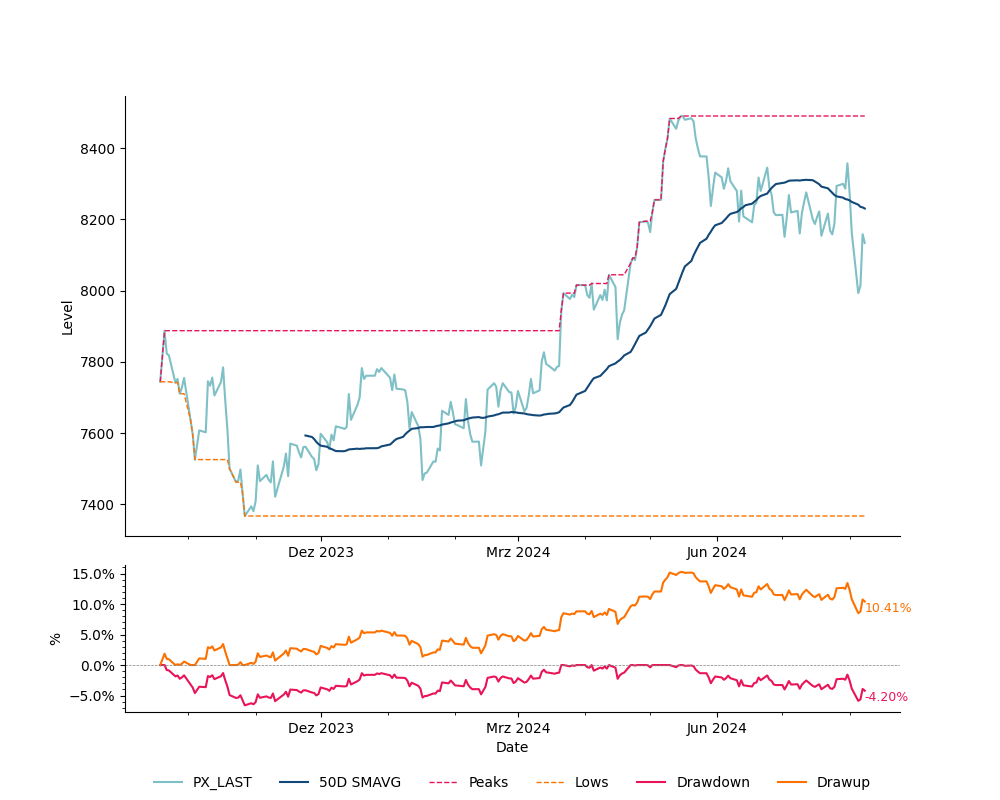 8400
8200
8000
7800
7600
7400
Level
Dez 2023 Mrz 2024 Jun 2024
15.0%
10.0%
5.0%
0.0%
−5.0%
%
10.41%
-4.20%
Dez 2023 Mrz 2024 Jun 2024
Date
PX_LAST 50D SMAVG Peaks Lows Drawdown Drawup